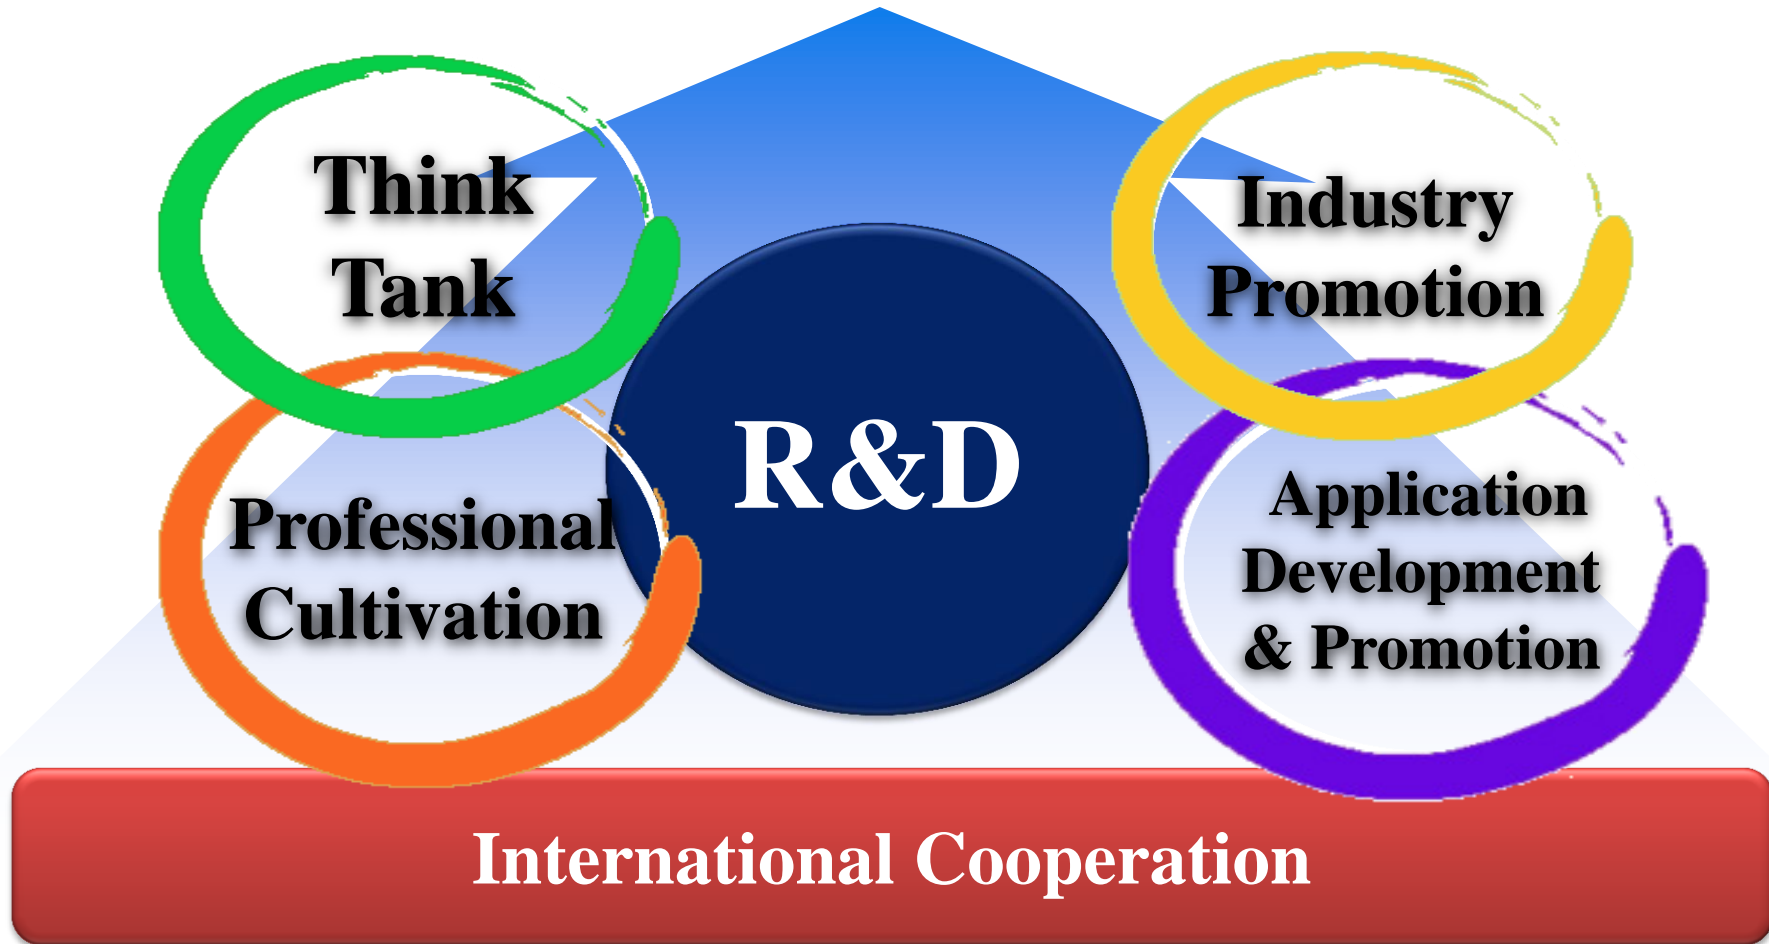 Think
Tank
Industry
Promotion
R&D
Professional
Cultivation
Application
Development
& Promotion
International Cooperation